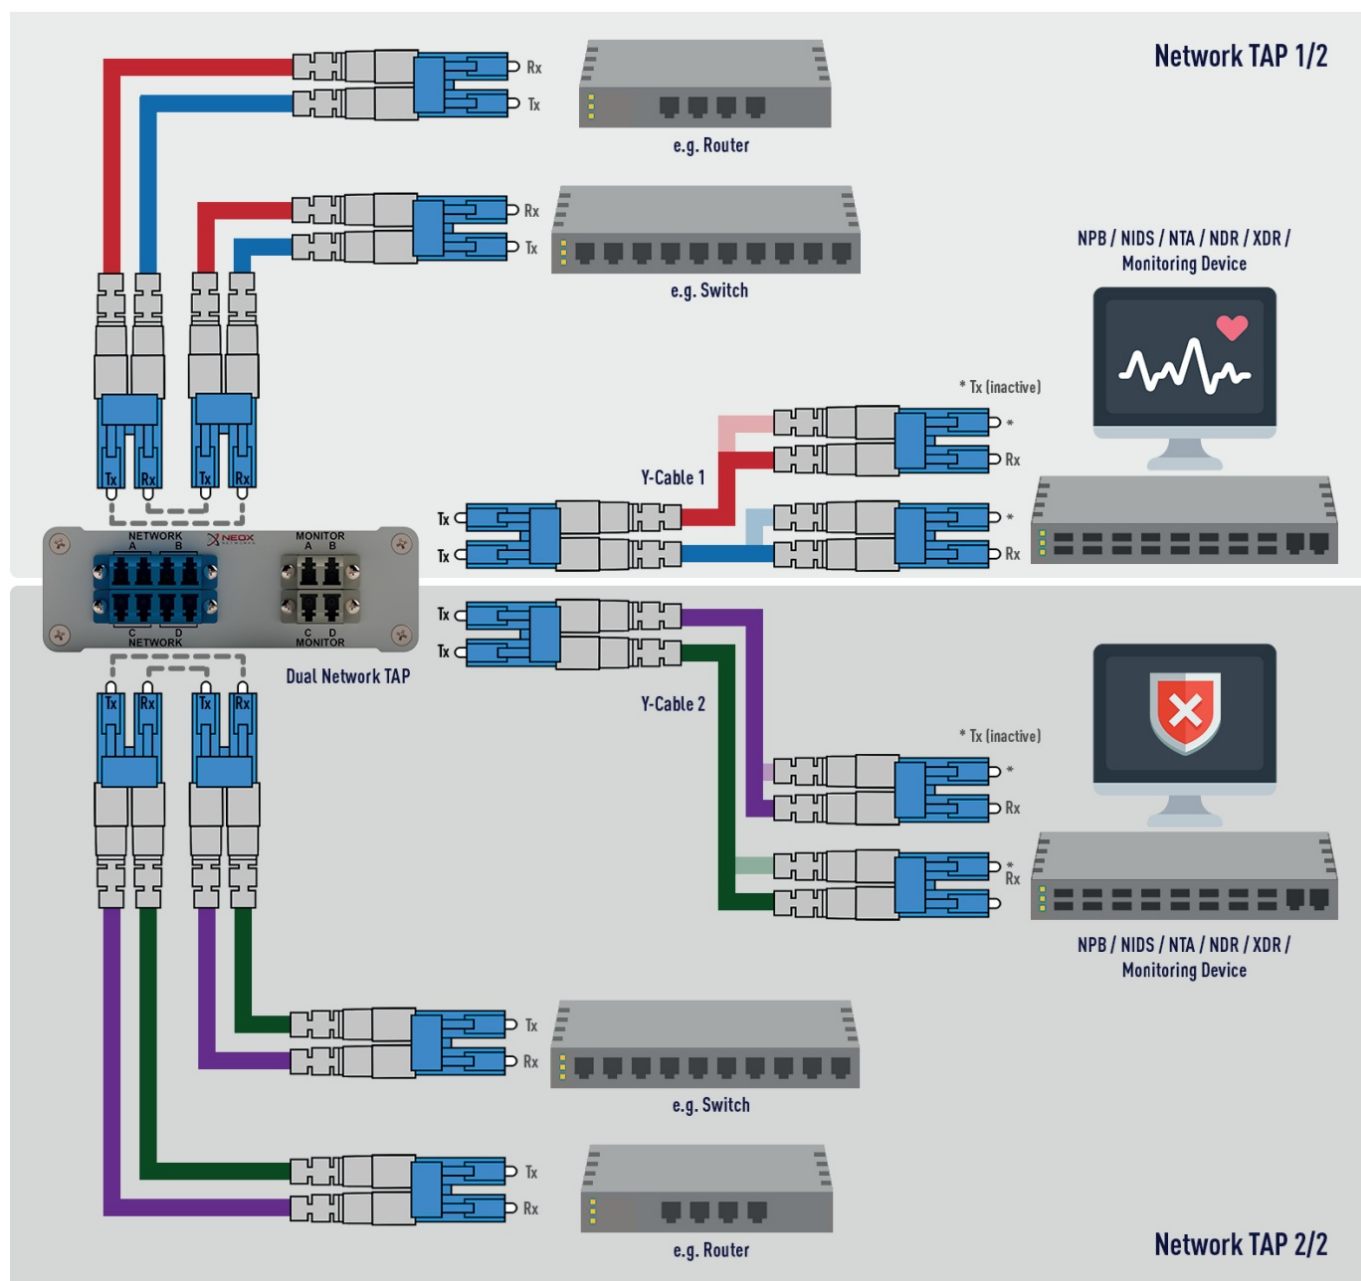 Network TAP 1/2
Rx
Tx
e.g. Router
Rx
Tx
e.g. Switch
NPB / NIDS / NTA / NDR / XDR /
Monitoring Device
* Tx (inactive)
*
Rx
Y-Cable 1
Tx
*
Tx
Rx
Tx Rx Tx Rx
NETWORK
A B
NEOX
NETWORKS
MONITOR
A B
C D
NETWORK
C D
MONITOR
Dual Network TAP
Tx
Tx
Y-Cable 2
Tx Rx Tx Rx
* Tx (inactive)
*
Rx
*
Rx
NPB / NIDS / NTA / NDR / XDR /
Monitoring Device
Tx
Rx
e.g. Switch
Tx
Rx
e.g. Router
Network TAP 2/2